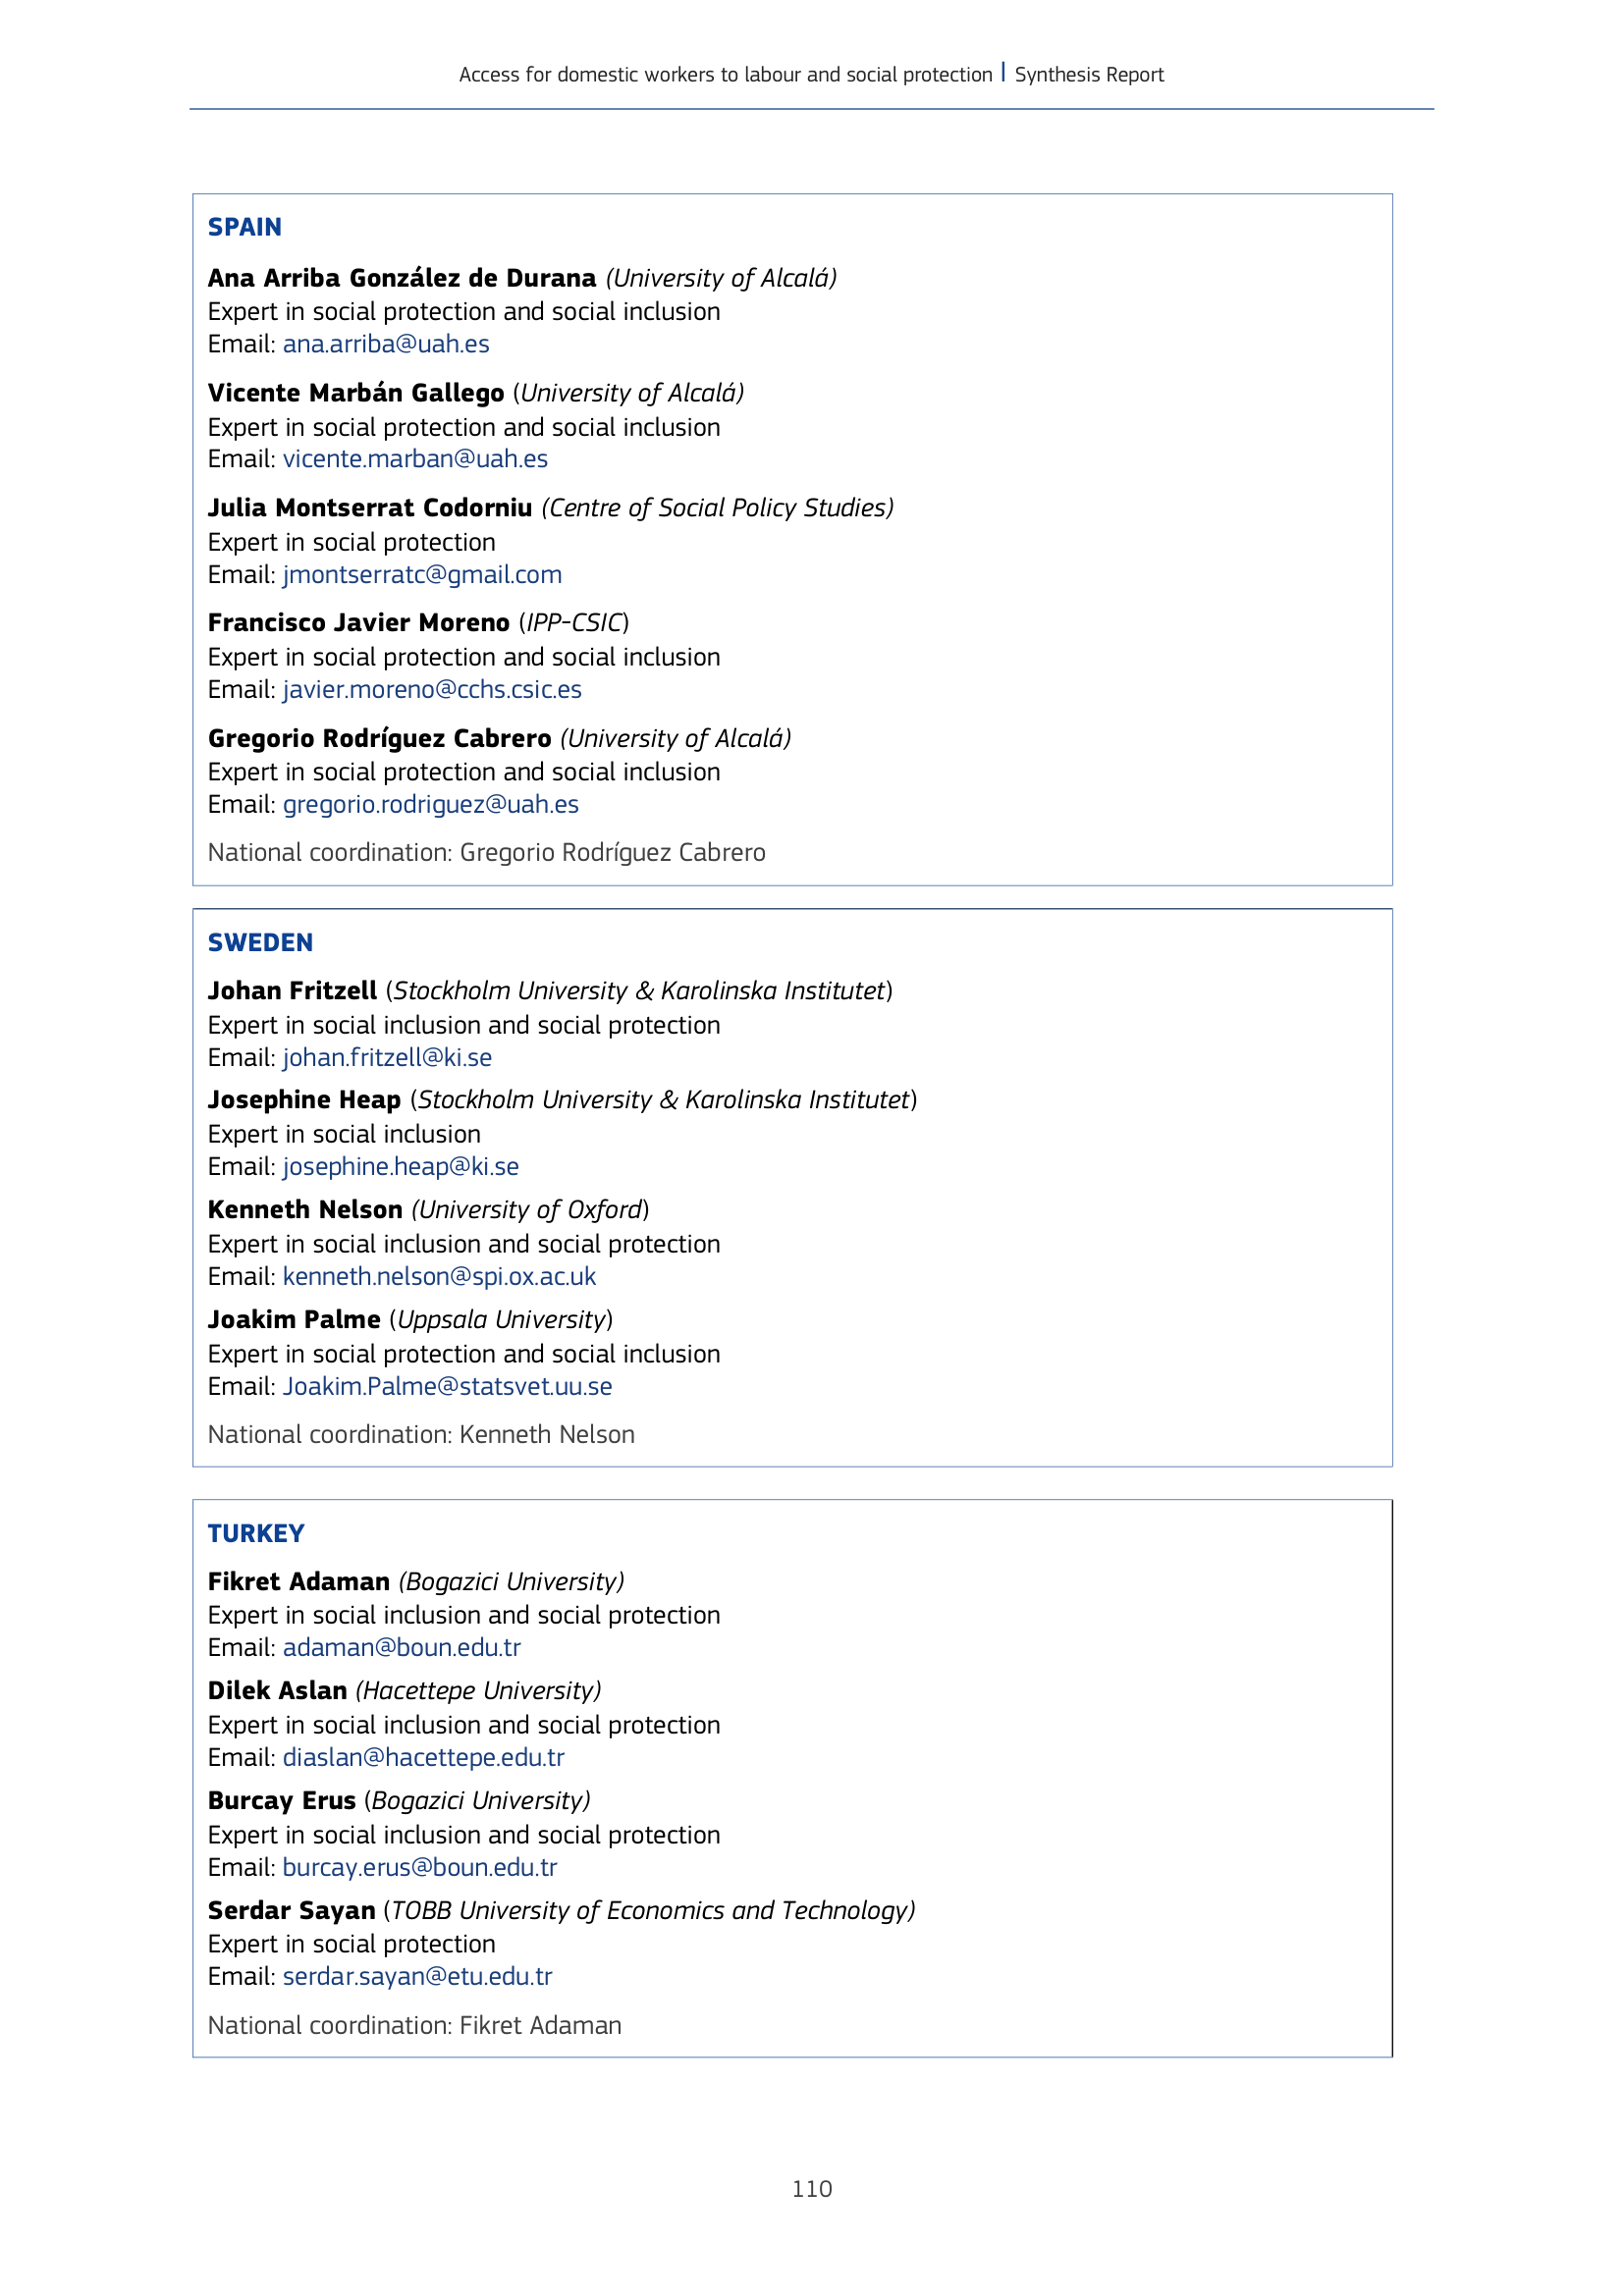 Access for domestic workers to labour and social protection | Synthesis Report
SPAIN
Ana Arriba González de Durana (University of Alcalá)
Expert in social protection and social inclusion
Email: ana.arriba@uah.es
Vicente Marbán Gallego (University of Alcalá)
Expert in social protection and social inclusion
Email: vicente.marban@uah.es
Julia Montserrat Codorniu (Centre of Social Policy Studies)
Expert in social protection
Email: jmontserratc@gmail.com
Francisco Javier Moreno (IPP-CSIC)
Expert in social protection and social inclusion
Email: javier.moreno@cchs.csic.es
Gregorio Rodríguez Cabrero (University of Alcalá)
Expert in social protection and social inclusion
Email: gregorio.rodriguez@uah.es
National coordination: Gregorio Rodríguez Cabrero
SWEDEN
Johan Fritzell (Stockholm University & Karolinska Institutet)
Expert in social inclusion and social protection
Email: johan.fritzell@ki.se
Josephine Heap (Stockholm University & Karolinska Institutet)
Expert in social inclusion
Email: josephine.heap@ki.se
Kenneth Nelson (University of Oxford)
Expert in social inclusion and social protection
Email: kenneth.nelson@spi.ox.ac.uk
Joakim Palme (Uppsala University)
Expert in social protection and social inclusion
Email: Joakim.Palme@statsvet.uu.se
National coordination: Kenneth Nelson
TURKEY
Fikret Adaman (Bogazici University)
Expert in social inclusion and social protection
Email: adaman@boun.edu.tr
Dilek Aslan (Hacettepe University)
Expert in social inclusion and social protection
Email: diaslan@hacettepe.edu.tr
Burcay Erus (Bogazici University)
Expert in social inclusion and social protection
Email: burcay.erus@boun.edu.tr
Serdar Sayan (TOBB University of Economics and Technology)
Expert in social protection
Email: serdar.sayan@etu.edu.tr
National coordination: Fikret Adaman
110